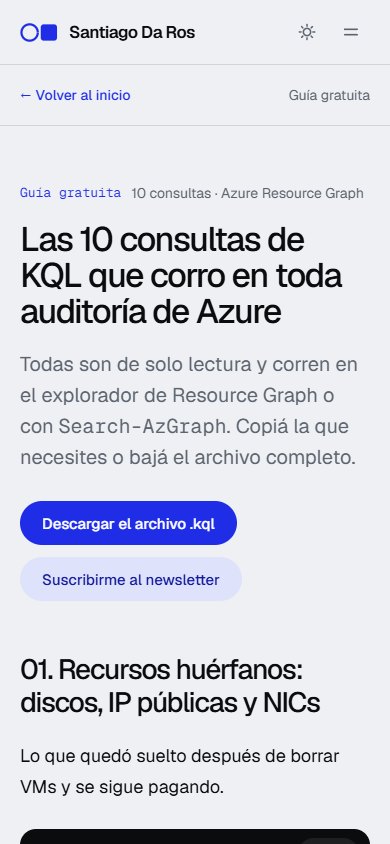 Santiago Da Ros
← Volver al inicio
Guía gratuita
Guía gratuita 10 consultas · Azure Resource Graph
Las 10 consultas de
KQL que corro en toda
auditoría de Azure
Todas son de solo lectura y corren en
el explorador de Resource Graph o
con Search-AzGraph. Copiá la que
necesites o bajá el archivo completo.
Descargar el archivo .kql
Suscribirme al newsletter
01. Recursos huérfanos:
discos, IP públicas y NICs
Lo que quedó suelto después de borrar
VMs y se sigue pagando.